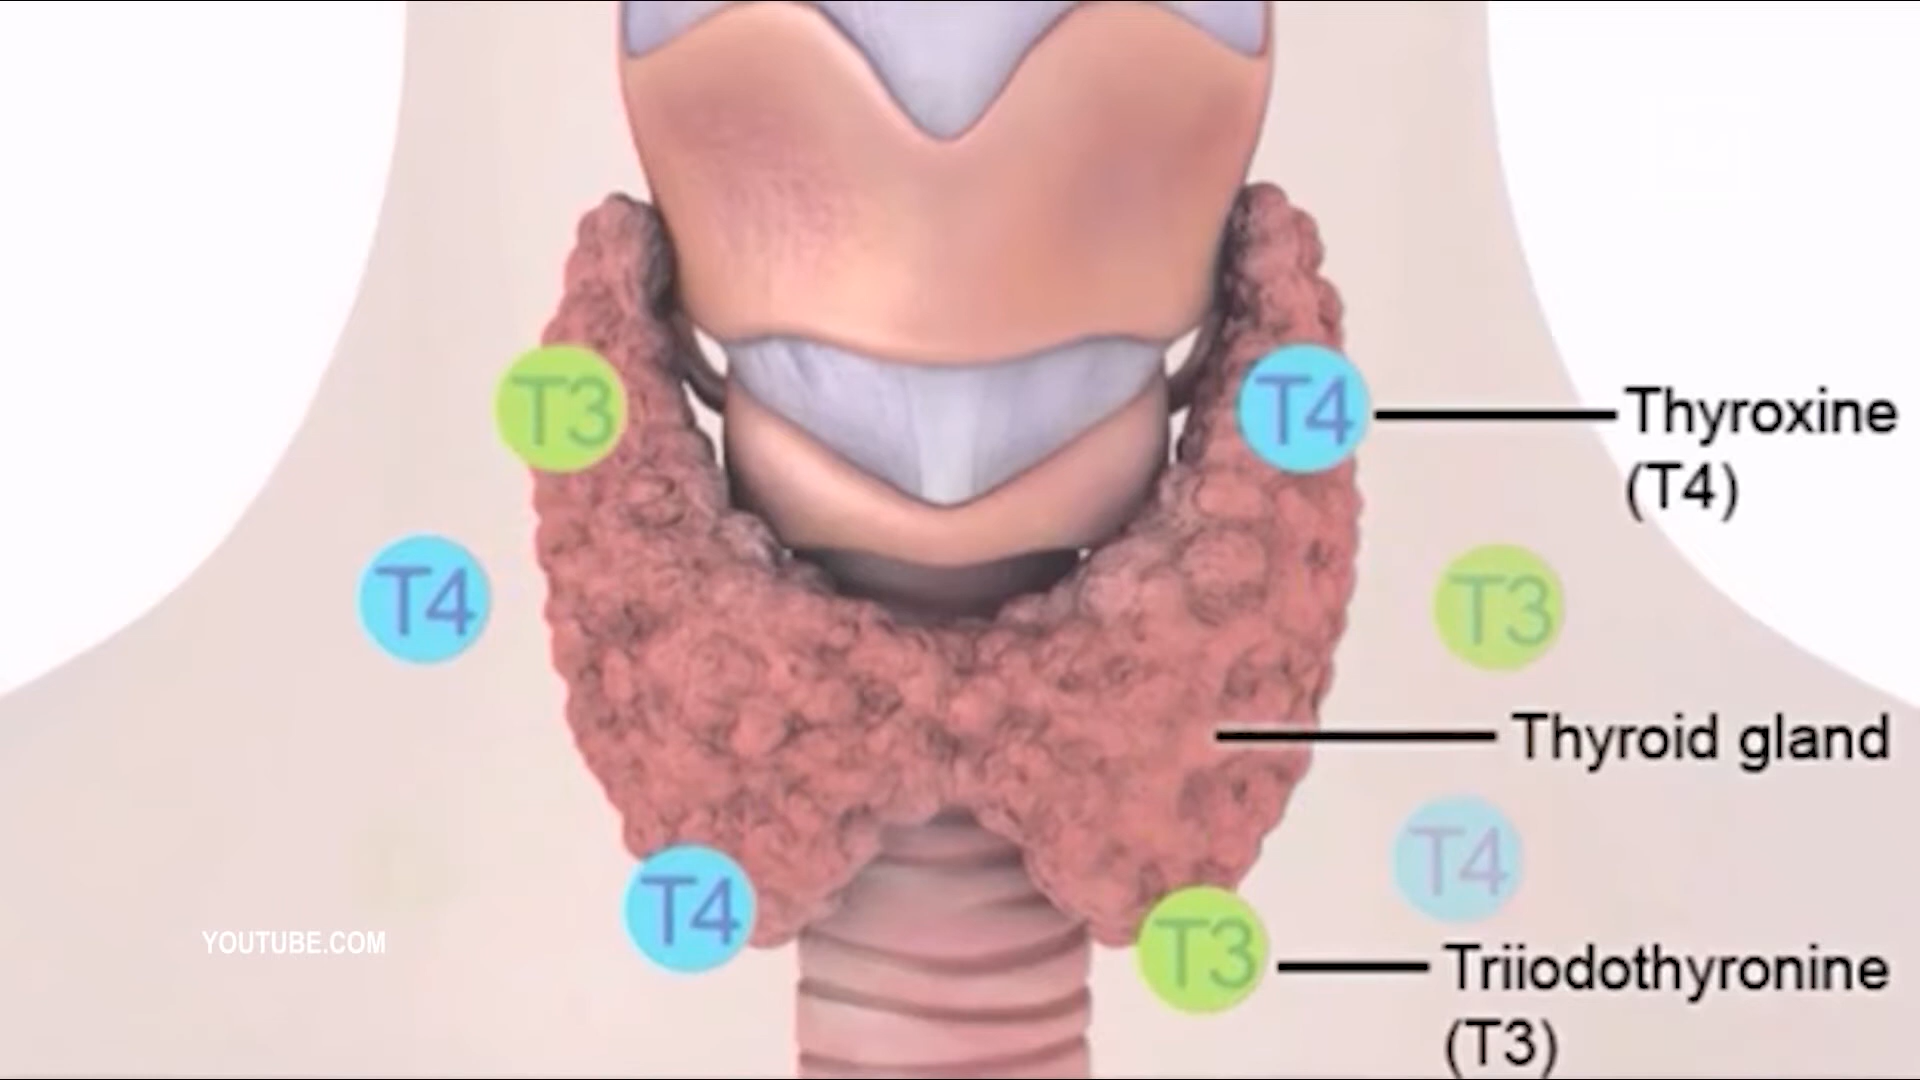 T3
T4
Thyroxine
(T4)
T4
T3
Thyroid gland
T4
T4
YOUTUBE.COM
T3
Triiodothyronine
(T3)